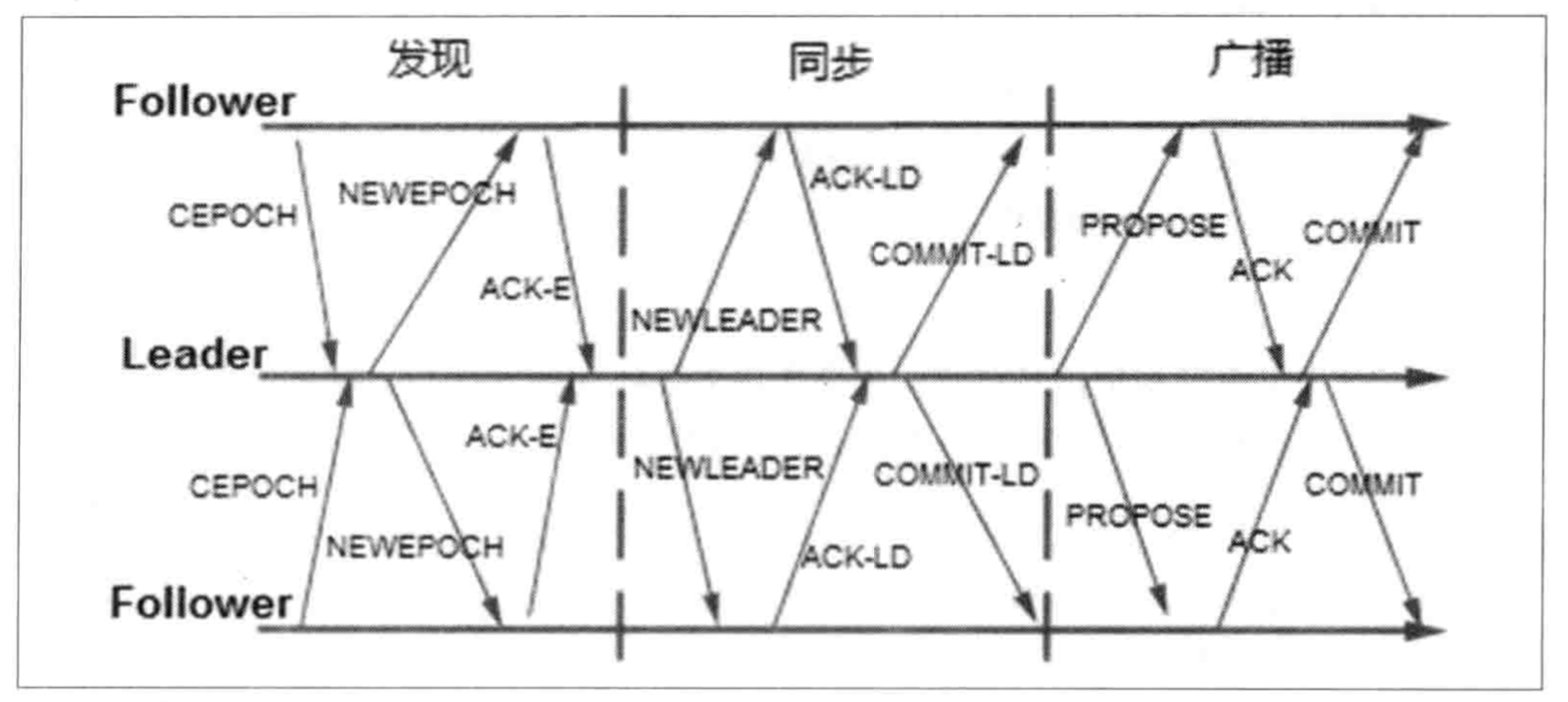 发现 同步 广播
Follower
NEWEPOCH ACK-LD
CEPOCH PROPOSE COMMIT
COMMIT-LD
ACK-E ACK
NEWLEADER
Leader
ACK-E
NEWLEADER COMMIT-LD
CEPOCH COMMIT
PROPOSE
NEWEPOCH ACK-LD ACK
Follower